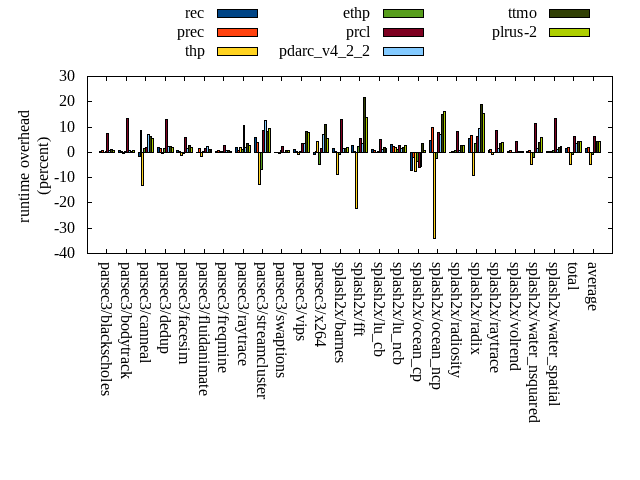 rec
prec
thp
ethp
prcl
pdarc_v4_2_2
ttmo
plrus-2
runtime overhead
(percent)
30
20
10
0
-10
-20
-30
-40
parsec3/blackscholes
parsec3/bodytrack
parsec3/canneal
parsec3/dedup
parsec3/facesim
parsec3/fluidanimate
parsec3/freqmine
parsec3/raytrace
parsec3/streamcluster
parsec3/swaptions
parsec3/vips
parsec3/x264
splash2x/barnes
splash2x/fft
splash2x/lu_cb
splash2x/lu_ncb
splash2x/ocean_cp
splash2x/ocean_ncp
splash2x/radiosity
splash2x/radix
splash2x/raytrace
splash2x/volrend
splash2x/water_nsquared
splash2x/water_spatial
total
average